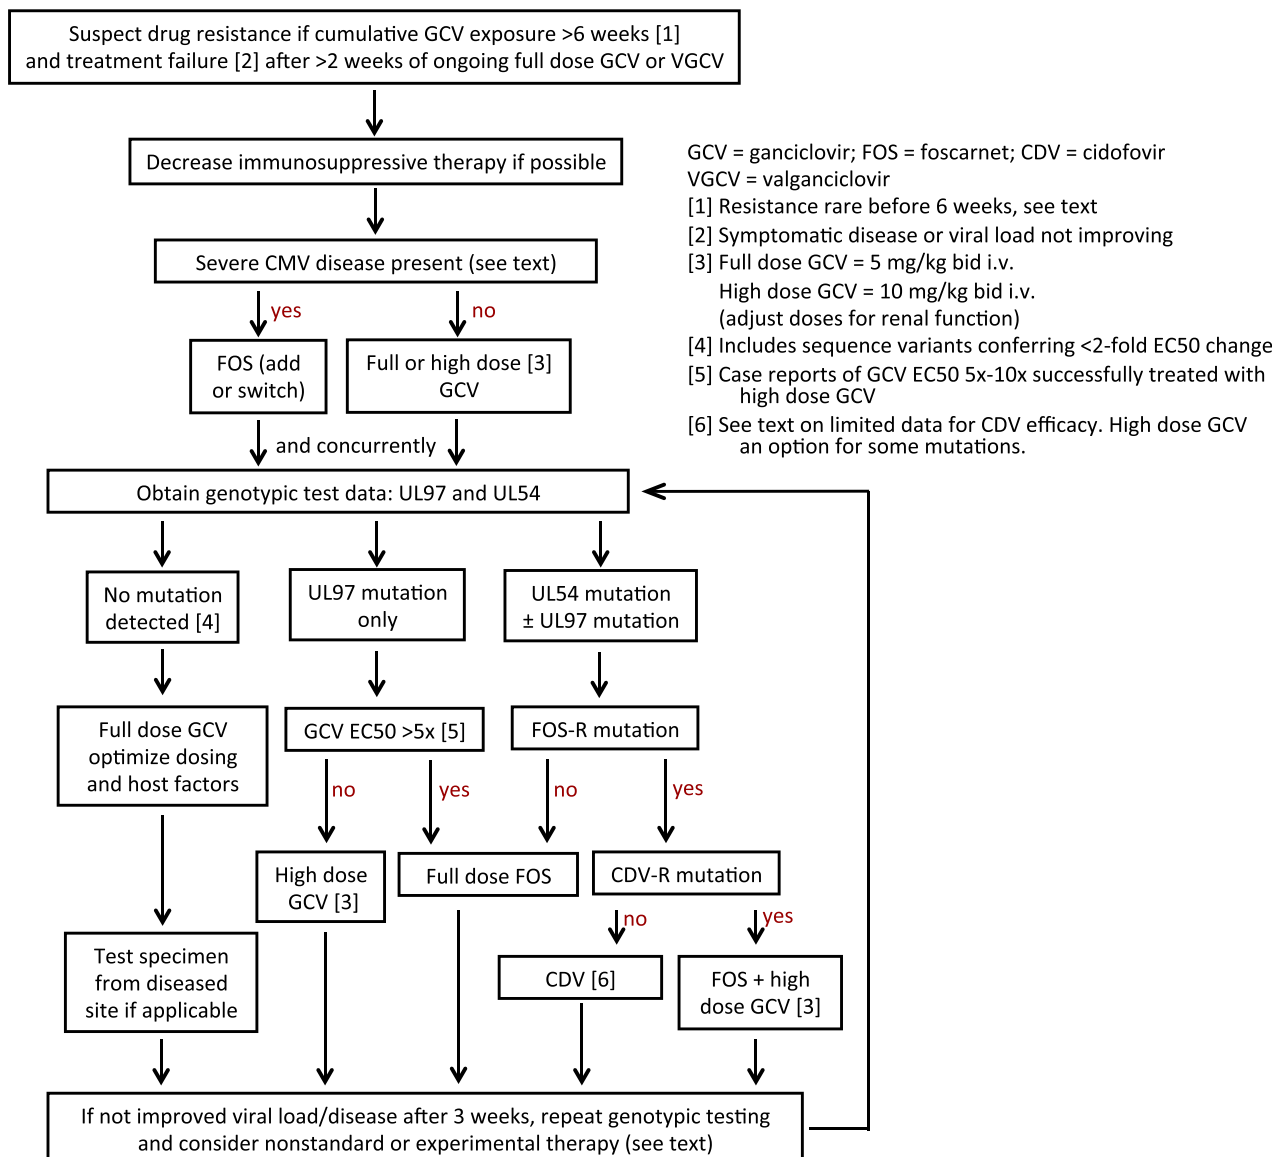 Suspect drug resistance if cumulative GCV exposure >6 weeks [1]
and treatment failure [2] after >2 weeks of ongoing full dose GCV or VGCV
Decrease immunosuppressive therapy if possible
Severe CMV disease present (see text)
yes
no
FOS (add
or switch)
Full or high dose [3]
GCV
and concurrently
GCV = ganciclovir; FOS = foscarnet; CDV = cidofovir
VGCV = valganciclovir
[1] Resistance rare before 6 weeks, see text
[2] Symptomatic disease or viral load not improving
[3] Full dose GCV = 5 mg/kg bid i.v.
High dose GCV = 10 mg/kg bid i.v.
(adjust doses for renal function)
[4] Includes sequence variants conferring <2-fold EC50 change
[5] Case reports of GCV EC50 5x-10x successfully treated with
high dose GCV
[6] See text on limited data for CDV efficacy. High dose GCV
an option for some mutations.
Obtain genotypic test data: UL97 and UL54
No mutation
detected [4]
UL97 mutation
only
UL54 mutation
± UL97 mutation
Full dose GCV
optimize dosing
and host factors
GCV EC50 >5x [5]
FOS-R mutation
no
yes
no
yes
High dose
GCV [3]
Full dose FOS
CDV-R mutation
no
yes
Test specimen
from diseased
site if applicable
CDV [6]
FOS + high
dose GCV [3]
If not improved viral load/disease after 3 weeks, repeat genotypic testing
and consider nonstandard or experimental therapy (see text)